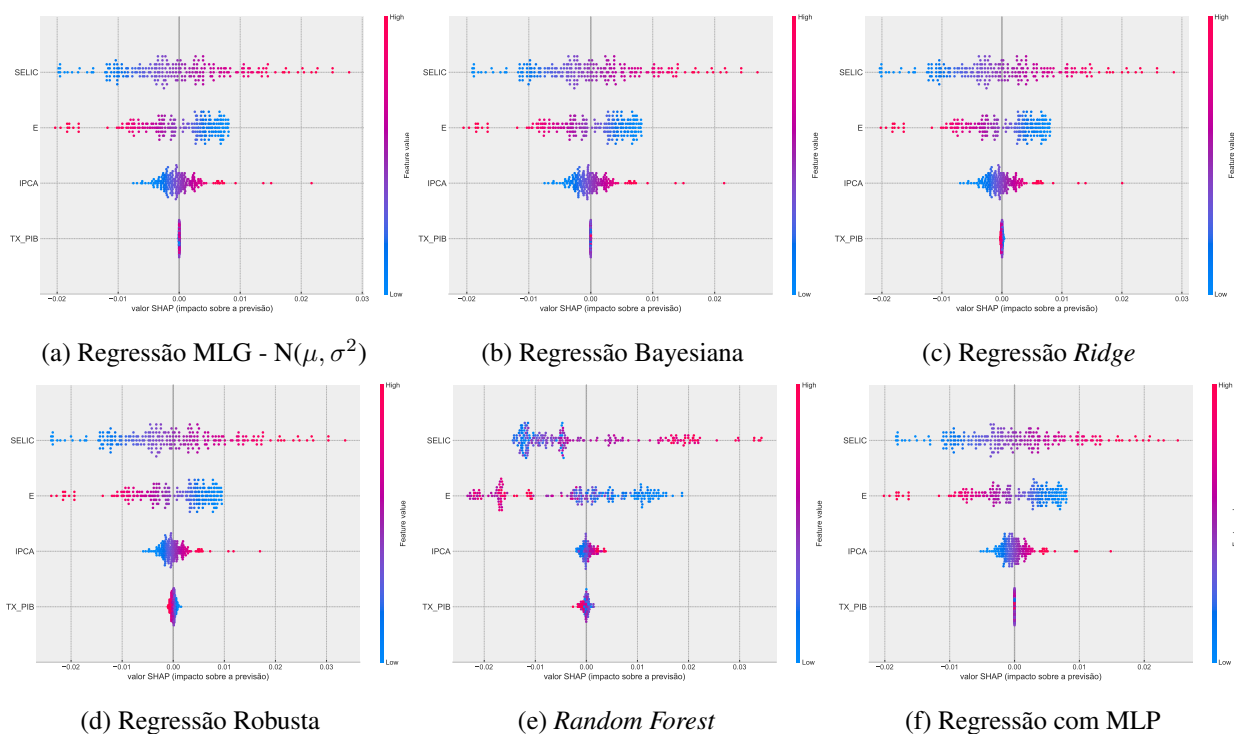 High
SELIC
E
IPCA
TX_PIB
Feature value
Low
−0.02 −0.01 0.00 0.01 0.02 0.03
valor SHAP (impacto sobre a previsão)
(a) Regressão MLG - N(μ, σ²)
High
SELIC
E
IPCA
TX_PIB
Feature value
Low
−0.02 −0.01 0.00 0.01 0.02
valor SHAP (impacto sobre a previsão)
(b) Regressão Bayesiana
High
SELIC
E
IPCA
TX_PIB
Feature value
Low
−0.02 −0.01 0.00 0.01 0.02 0.03
valor SHAP (impacto sobre a previsão)
(c) Regressão Ridge
High
SELIC
E
IPCA
TX_PIB
Feature value
Low
−0.02 −0.01 0.00 0.01 0.02 0.03
valor SHAP (impacto sobre a previsão)
(d) Regressão Robusta
High
SELIC
E
IPCA
TX_PIB
Feature value
Low
−0.02 −0.01 0.00 0.01 0.02 0.03
valor SHAP (impacto sobre a previsão)
(e) Random Forest
High
SELIC
E
IPCA
TX_PIB
Low
−0.02 −0.01 0.00 0.01 0.02
valor SHAP (impacto sobre a previsão)
(f) Regressão com MLP